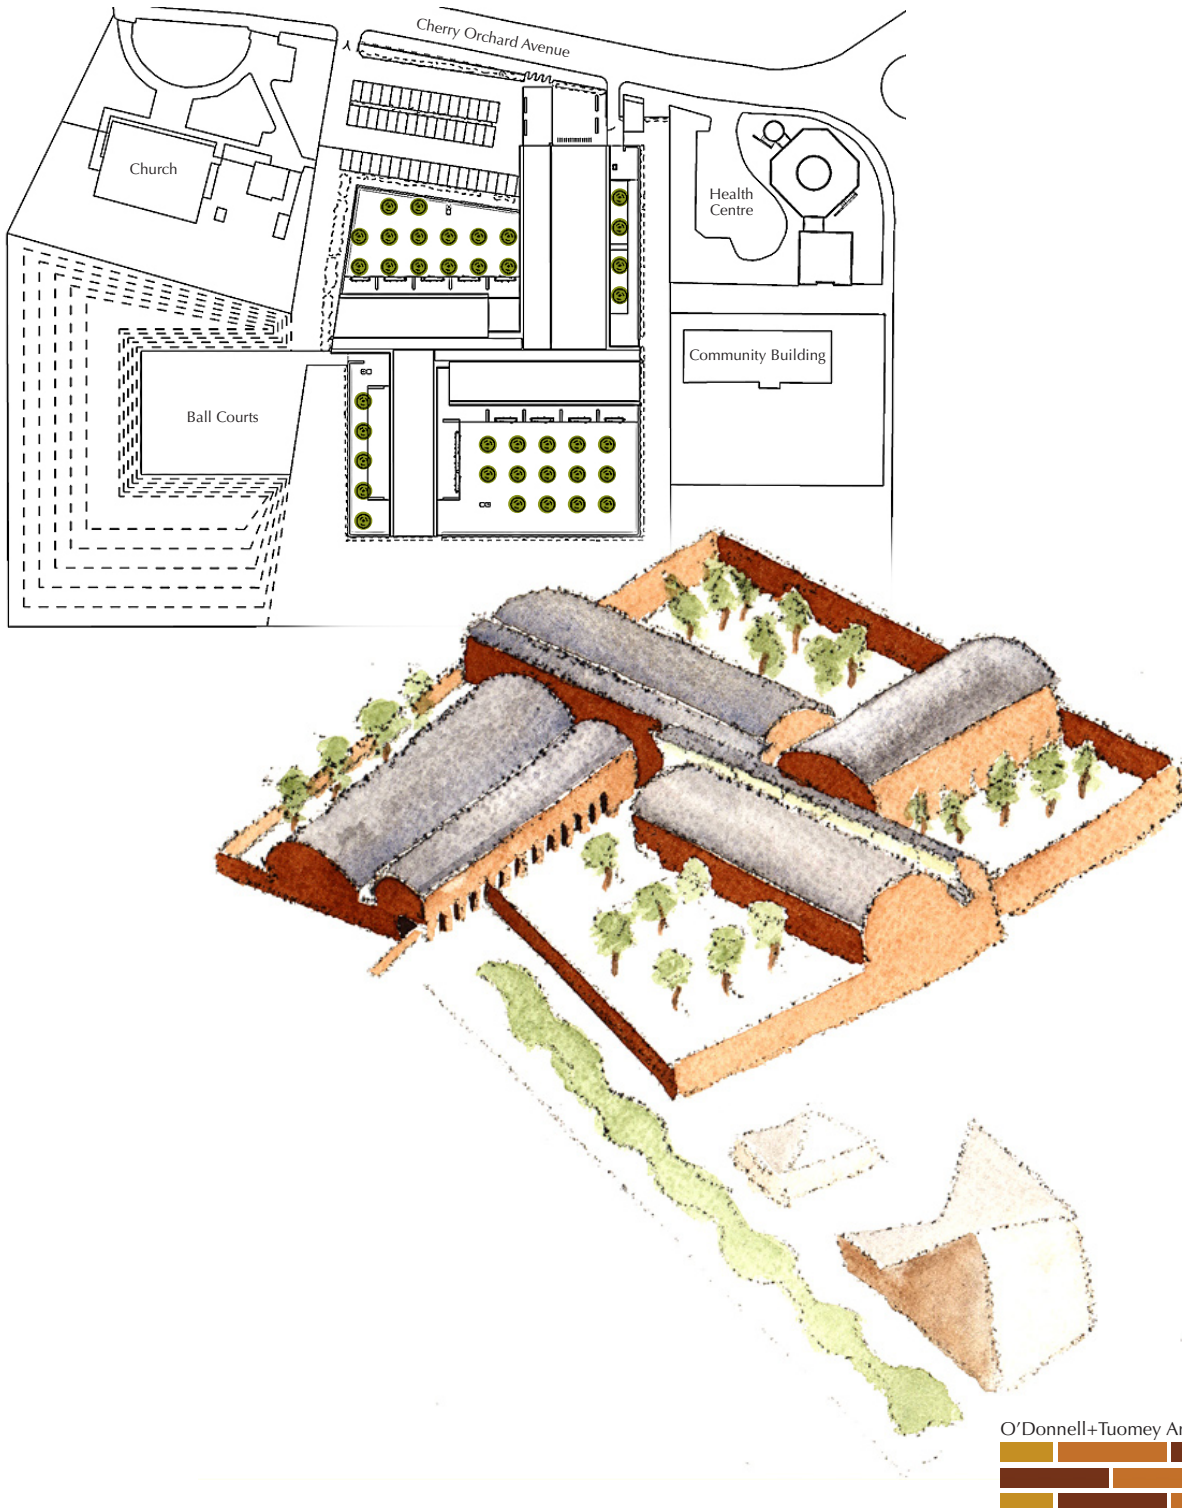 Cherry Orchard Avenue
Church
Health
Centre
Community Building
Ball Courts
O'Donnell+Tuomey